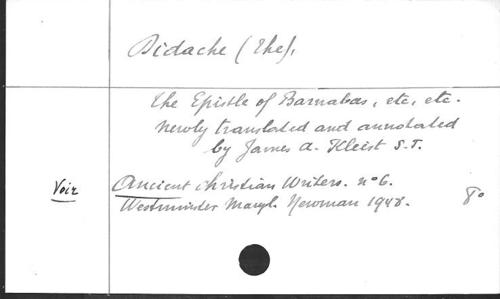 Didache (The),
the Epistle of Barnabas, etc, etc.
newly translated and annotated
by James A. Kleist S.T.
Voir Ancient christian Writers. n° 6.
Westminster Maryl. Newman 1948. 8°